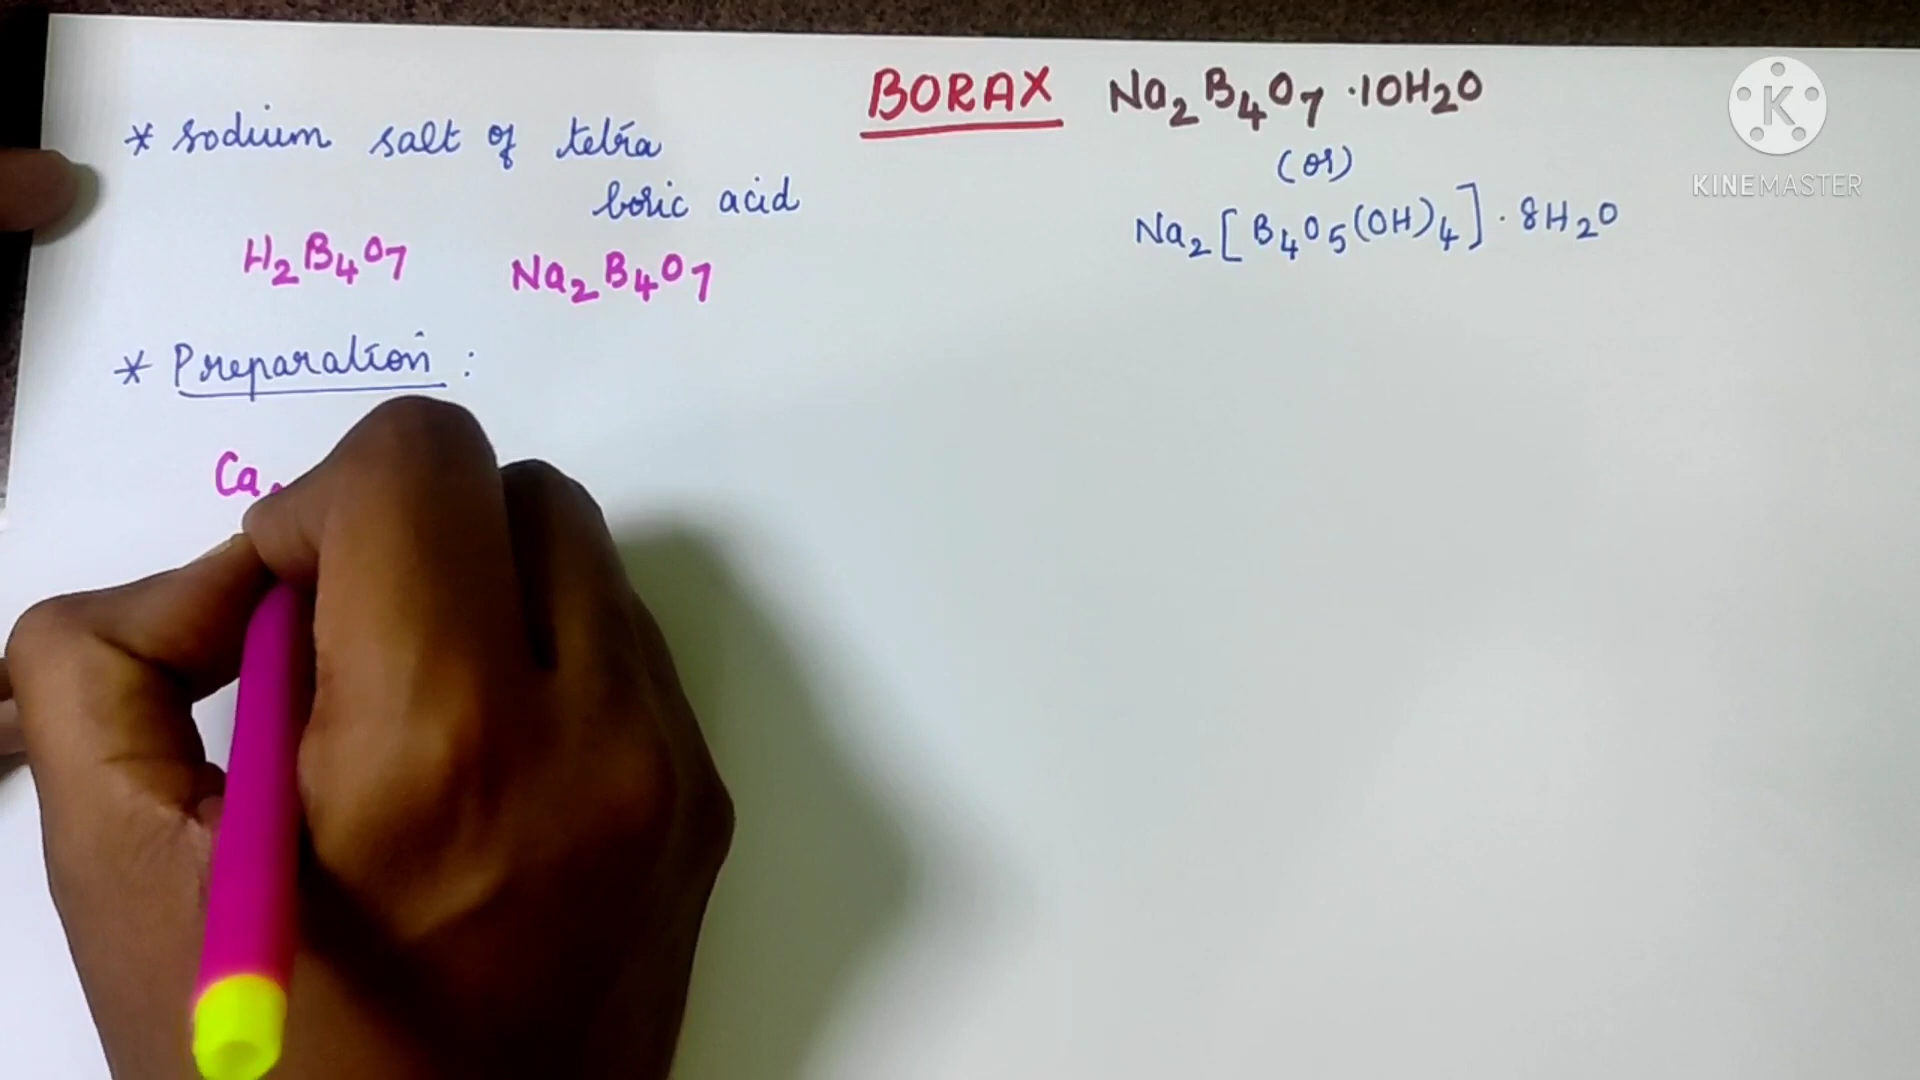 BORAX Na₂B₄O₇·10H₂O
(or)
Na₂[B₄O₅(OH)₄]·8H₂O
* sodium salt of tetra
boric acid
H₂B₄O₇ Na₂B₄O₇
* Preparation :
Ca
K
KINEMASTER